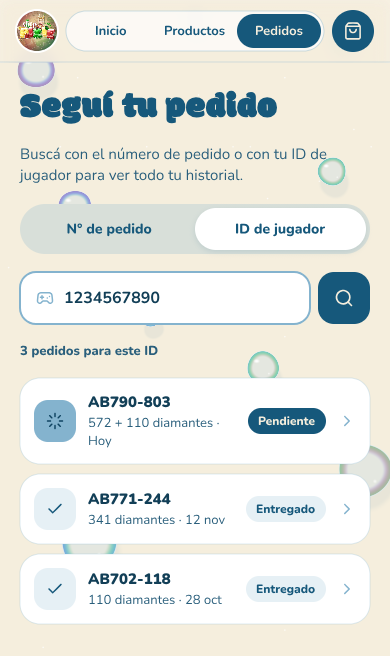 Inicio
Productos
Pedidos
Seguí tu pedido
Buscá con el número de pedido o con tu ID de
jugador para ver todo tu historial.
N° de pedido
ID de jugador
1234567890
3 pedidos para este ID
AB790-803
572 + 110 diamantes ·
Hoy
Pendiente
AB771-244
341 diamantes · 12 nov
Entregado
AB702-118
110 diamantes · 28 oct
Entregado